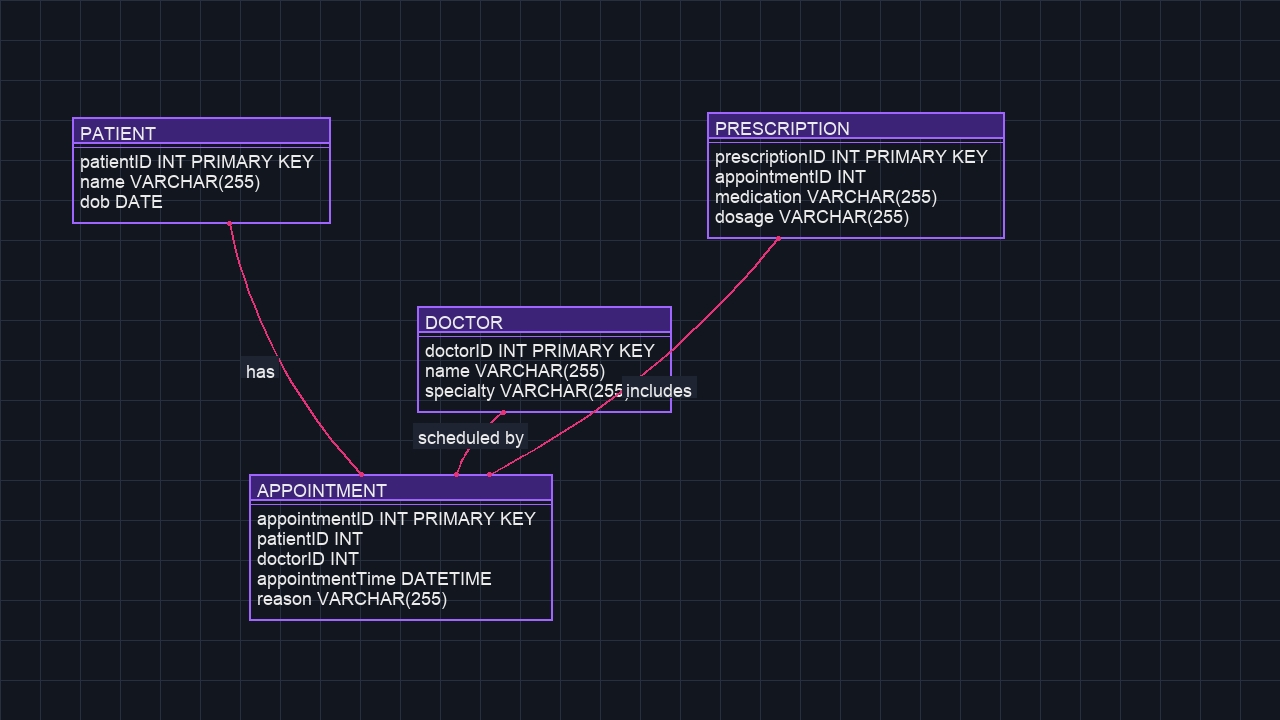 PATIENT
patientID INT PRIMARY KEY
name VARCHAR(255)
dob DATE
PRESCRIPTION
prescriptionID INT PRIMARY KEY
appointmentID INT
medication VARCHAR(255)
dosage VARCHAR(255)
DOCTOR
doctorID INT PRIMARY KEY
name VARCHAR(255)
specialty VARCHAR(255)
has
includes
scheduled by
APPOINTMENT
appointmentID INT PRIMARY KEY
patientID INT
doctorID INT
appointmentTime DATETIME
reason VARCHAR(255)